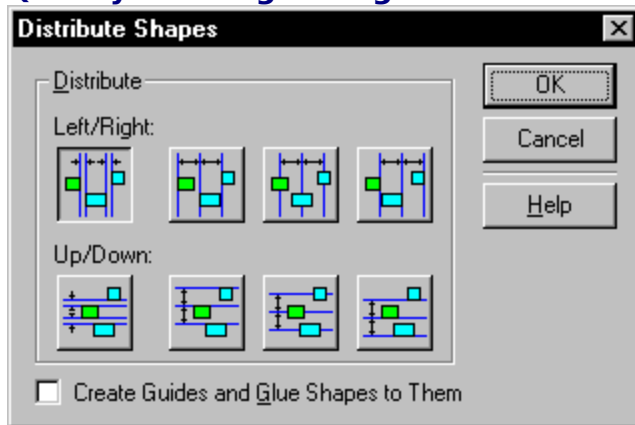 Distribute Shapes
Distribute
OK
Left/Right:
Cancel
Help
Up/Down:
Create Guides and Glue Shapes to Them